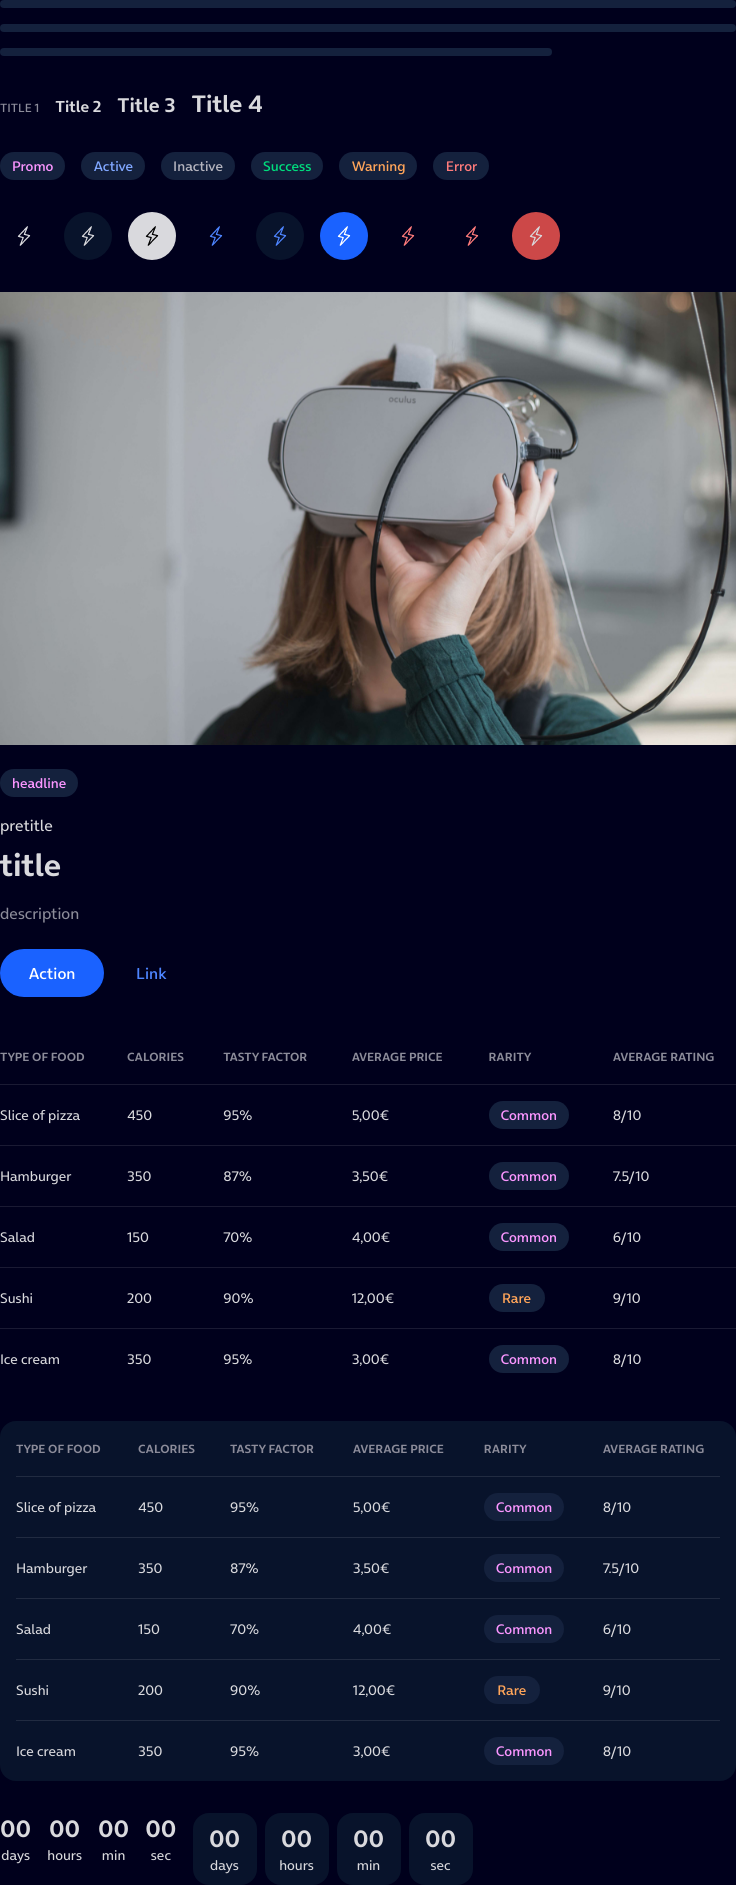 TITLE 1 Title 2 Title 3 Title 4
Promo Active Inactive Success Warning Error
oculus
headline
pretitle
title
description
Action Link
TYPE OF FOOD CALORIES TASTY FACTOR AVERAGE PRICE RARITY AVERAGE RATING
Slice of pizza 450 95% 5,00€ Common 8/10
Hamburger 350 87% 3,50€ Common 7.5/10
Salad 150 70% 4,00€ Common 6/10
Sushi 200 90% 12,00€ Rare 9/10
Ice cream 350 95% 3,00€ Common 8/10
TYPE OF FOOD CALORIES TASTY FACTOR AVERAGE PRICE RARITY AVERAGE RATING
Slice of pizza 450 95% 5,00€ Common 8/10
Hamburger 350 87% 3,50€ Common 7.5/10
Salad 150 70% 4,00€ Common 6/10
Sushi 200 90% 12,00€ Rare 9/10
Ice cream 350 95% 3,00€ Common 8/10
00 00 00 00 00 00 00 00
days hours min sec days hours min sec